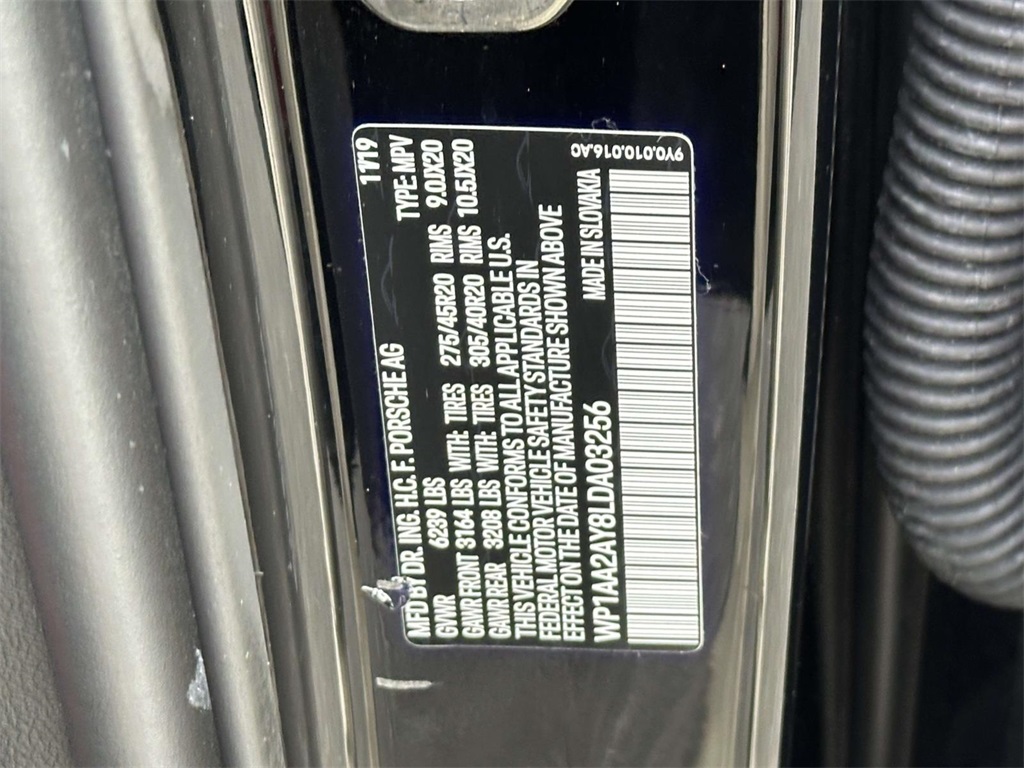 11/19
MFD BY DR. ING. H.C. F. PORSCHE AG TYPE: MPV
GVWR 6239 LBS
GAWR FRONT 3164 LBS WITH: TIRES 275/45R20 RIMS 9.0JX20
GAWR REAR 3208 LBS WITH: TIRES 305/40R20 RIMS 10.5JX20
THIS VEHICLE CONFORMS TO ALL APPLICABLE U.S.
FEDERAL MOTOR VEHICLE SAFETY STANDARDS IN
EFFECT ON THE DATE OF MANUFACTURE SHOWN ABOVE
WP1AA2AY8LDA03256 MADE IN SLOVAKIA
9Y0.010.016.AC